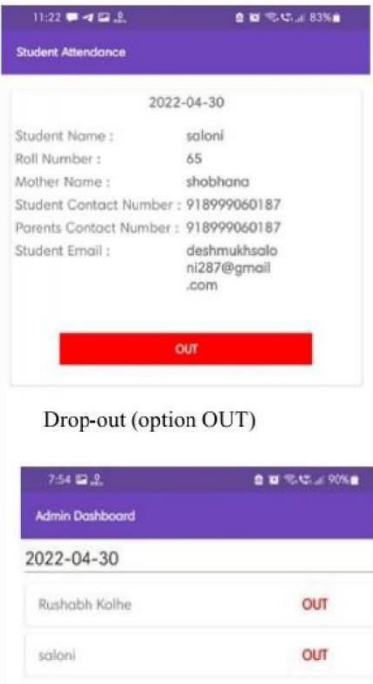 11:22 83%
Student Attendance
2022-04-30
Student Name : saloni
Roll Number : 65
Mother Name : shobhana
Student Contact Number : 918999060187
Parents Contact Number : 918999060187
Student Email : deshmukhsalo
ni287@gmail
.com
OUT
Drop-out (option OUT)
7:54 90%
Admin Dashboard
2022-04-30
Rushabh Kolhe OUT
saloni OUT